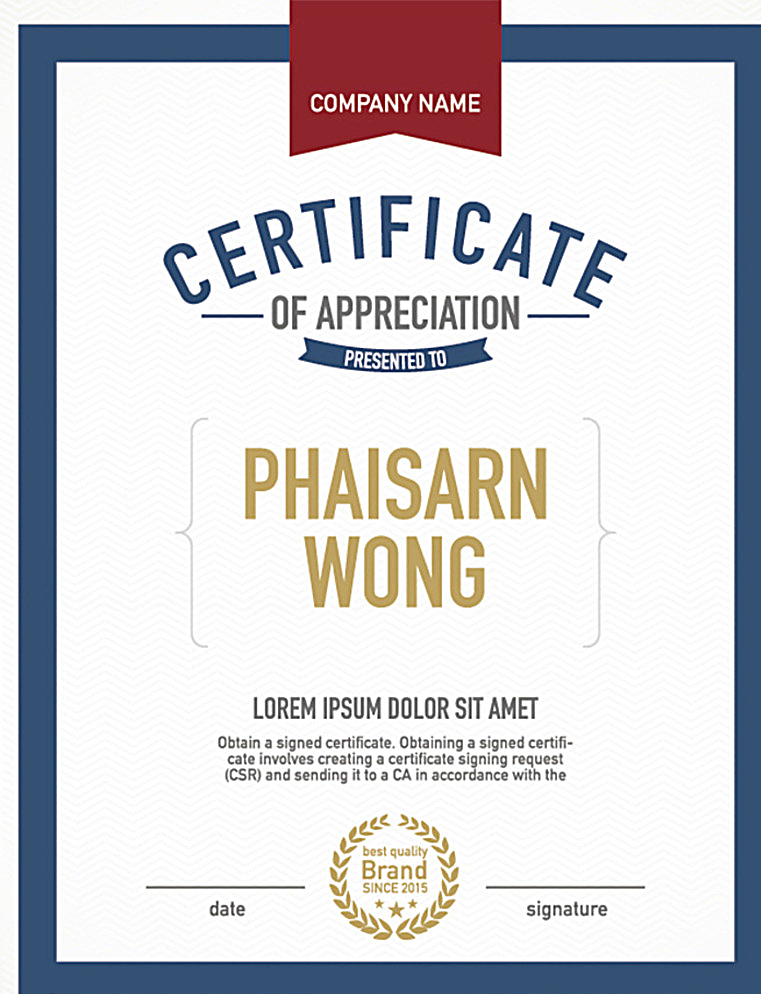 COMPANY NAME
CERTIFICATE
OF APPRECIATION
PRESENTED TO
PHAISARN
WONG
LOREM IPSUM DOLOR SIT AMET
Obtain a signed certificate. Obtaining a signed certifi-
cate involves creating a certificate signing request
(CSR) and sending it to a CA in accordance with the
best quality
Brand
SINCE 2015
date
signature